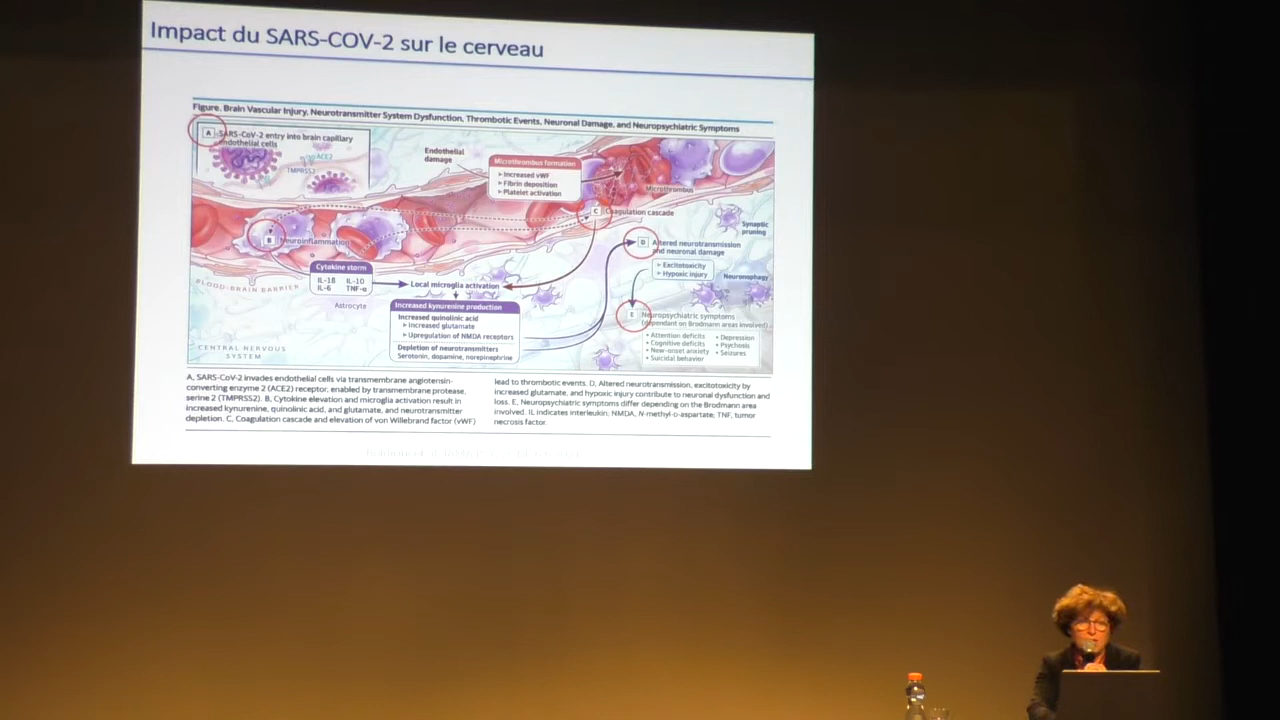 Impact du SARS-COV-2 sur le cerveau
Figure. Brain Vascular Injury, Neurotransmitter System Dysfunction, Thrombotic Events, Neuronal Damage, and Neuropsychiatric Symptoms
A SARS-CoV-2 entry into brain capillary
endothelial cells
ACE2
TMPRSS2
Endothelial
damage
Microthrombus formation
Increased vWF
Fibrin deposition
Platelet activation
Microthrombus
C Coagulation cascade
Synaptic
pruning
B Neuroinflammation
D Altered neurotransmission
and neuronal damage
Excitotoxicity
Hypoxic injury
Neuronophagy
Cytokine storm
IL-1B IL-10
IL-6 TNF-α
BLOOD-BRAIN BARRIER
Local microglia activation
Astrocyte
Increased kynurenine production
Increased quinolinic acid
Increased glutamate
Upregulation of NMDA receptors
Depletion of neurotransmitters
Serotonin, dopamine, norepinephrine
E Neuropsychiatric symptoms
(dependant on Brodmann areas involved)
• Attention deficits • Depression
• Cognitive deficits • Psychosis
• New-onset anxiety • Seizures
• Suicidal behavior
CENTRAL NERVOUS
SYSTEM
A, SARS-CoV-2 invades endothelial cells via transmembrane angiotensin-
converting enzyme 2 (ACE2) receptor, enabled by transmembrane protease,
serine 2 (TMPRSS2). B, Cytokine elevation and microglia activation result in
increased kynurenine, quinolinic acid, and glutamate, and neurotransmitter
depletion. C, Coagulation cascade and elevation of von Willebrand factor (vWF)
lead to thrombotic events. D, Altered neurotransmission, excitotoxicity by
increased glutamate, and hypoxic injury contribute to neuronal dysfunction and
loss. E, Neuropsychiatric symptoms differ depending on the Brodmann area
involved. IL indicates interleukin; NMDA, N-methyl-D-aspartate; TNF, tumor
necrosis factor.